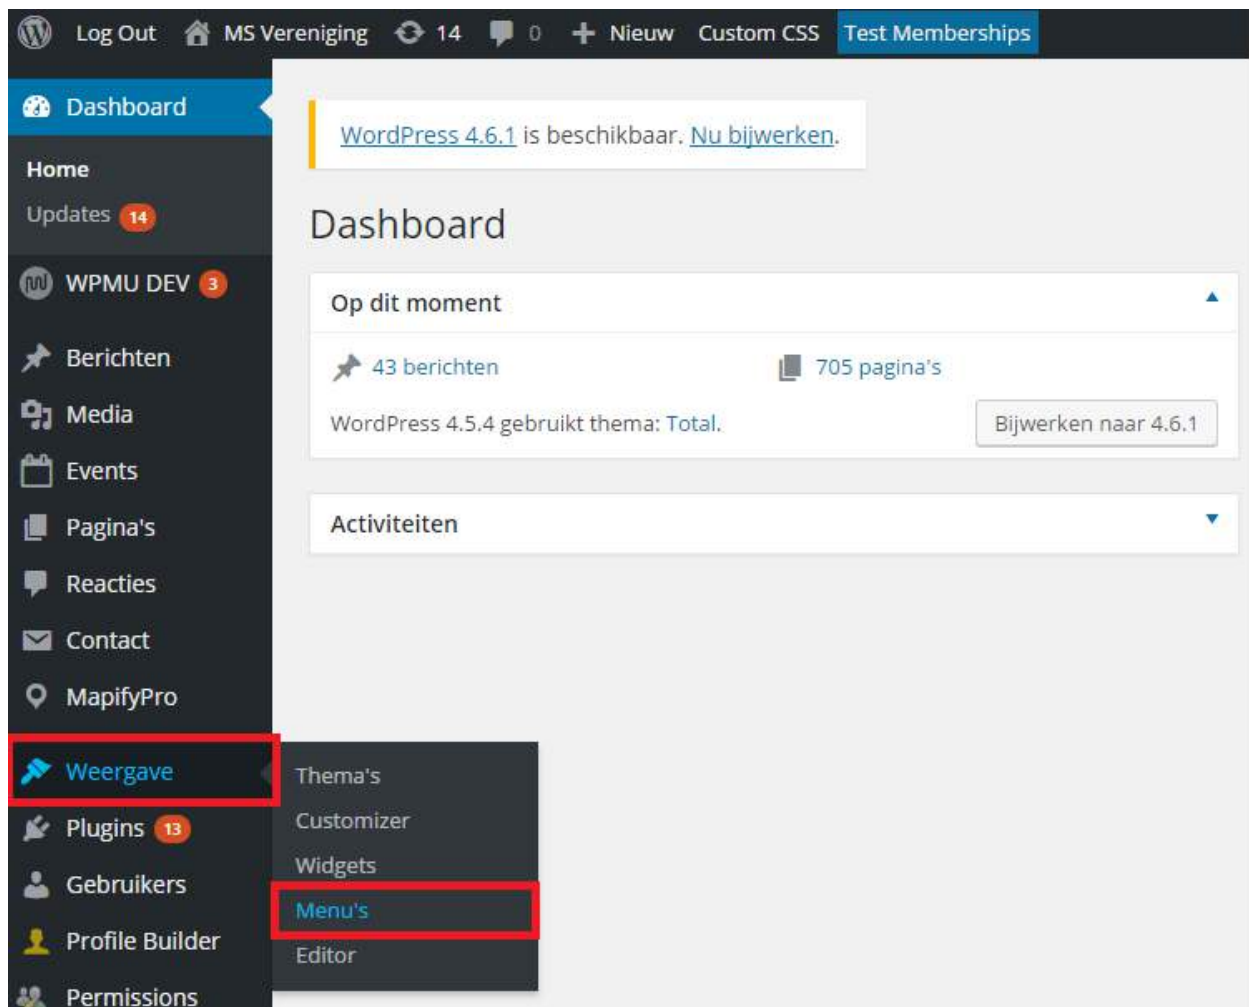 Log Out MS Vereniging 14 0 Nieuw Custom CSS Test Memberships
Dashboard
Home
Updates 14
WPMU DEV 3
Berichten
Media
Events
Pagina's
Reacties
Contact
MapifyPro
Weergave
Plugins 13
Gebruikers
Profile Builder
Permissions
Thema's
Customizer
Widgets
Menu's
Editor
WordPress 4.6.1 is beschikbaar. Nu bijwerken.
Dashboard
Op dit moment
43 berichten 705 pagina's
WordPress 4.5.4 gebruikt thema: Total. Bijwerken naar 4.6.1
Activiteiten